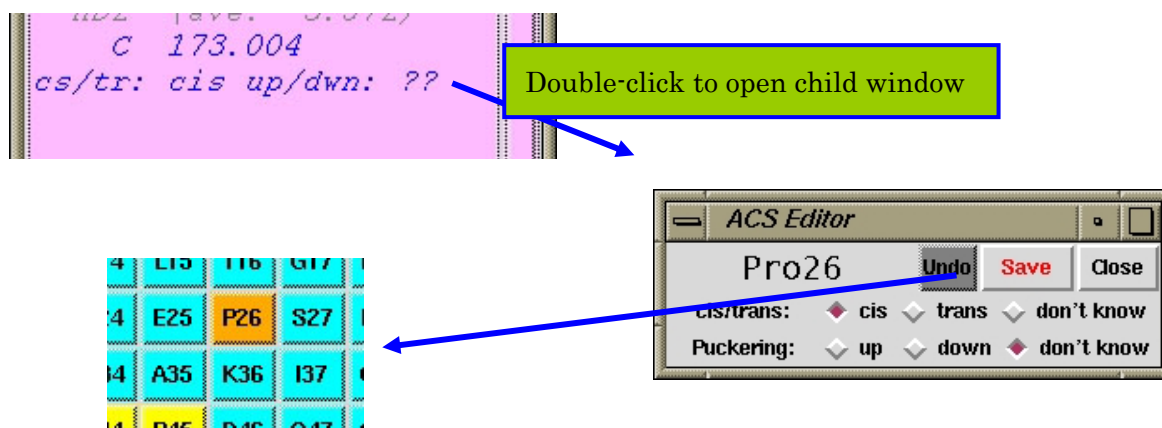 C 173.004
cs/tr: cis up/dwn: ??
Double-click to open child window
ACS Editor
Pro26 Undo Save Close
cis/trans: cis trans don't know
Puckering: up down don't know
E25 P26 S27
A35 K36 I37